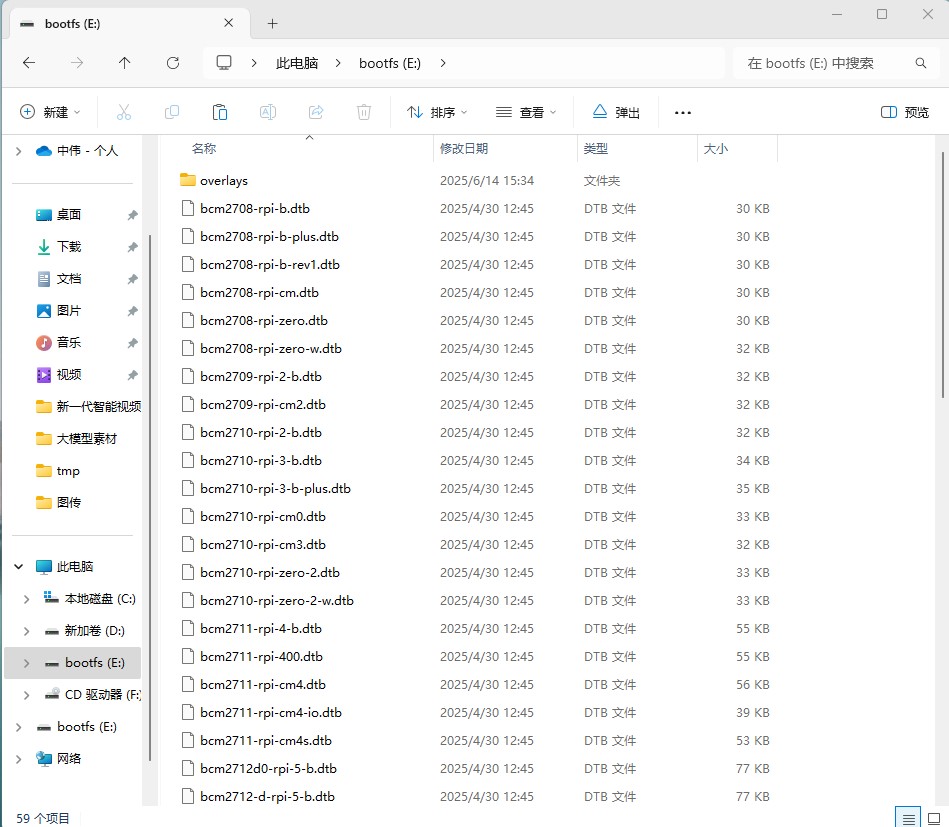 bootfs (E:)
此电脑 bootfs (E:)
在 bootfs (E:) 中搜索
新建 排序 查看 弹出 预览
中伟 - 个人
桌面
下载
文档
图片
音乐
视频
新一代智能视频
大模型素材
tmp
图传
此电脑
本地磁盘 (C:)
新加卷 (D:)
bootfs (E:)
CD 驱动器 (F:)
bootfs (E:)
网络
名称 修改日期 类型 大小
overlays 2025/6/14 15:34 文件夹
bcm2708-rpi-b.dtb 2025/4/30 12:45 DTB 文件 30 KB
bcm2708-rpi-b-plus.dtb 2025/4/30 12:45 DTB 文件 30 KB
bcm2708-rpi-b-rev1.dtb 2025/4/30 12:45 DTB 文件 30 KB
bcm2708-rpi-cm.dtb 2025/4/30 12:45 DTB 文件 30 KB
bcm2708-rpi-zero.dtb 2025/4/30 12:45 DTB 文件 30 KB
bcm2708-rpi-zero-w.dtb 2025/4/30 12:45 DTB 文件 32 KB
bcm2709-rpi-2-b.dtb 2025/4/30 12:45 DTB 文件 32 KB
bcm2709-rpi-cm2.dtb 2025/4/30 12:45 DTB 文件 32 KB
bcm2710-rpi-2-b.dtb 2025/4/30 12:45 DTB 文件 32 KB
bcm2710-rpi-3-b.dtb 2025/4/30 12:45 DTB 文件 34 KB
bcm2710-rpi-3-b-plus.dtb 2025/4/30 12:45 DTB 文件 35 KB
bcm2710-rpi-cm0.dtb 2025/4/30 12:45 DTB 文件 33 KB
bcm2710-rpi-cm3.dtb 2025/4/30 12:45 DTB 文件 32 KB
bcm2710-rpi-zero-2.dtb 2025/4/30 12:45 DTB 文件 33 KB
bcm2710-rpi-zero-2-w.dtb 2025/4/30 12:45 DTB 文件 33 KB
bcm2711-rpi-4-b.dtb 2025/4/30 12:45 DTB 文件 55 KB
bcm2711-rpi-400.dtb 2025/4/30 12:45 DTB 文件 55 KB
bcm2711-rpi-cm4.dtb 2025/4/30 12:45 DTB 文件 56 KB
bcm2711-rpi-cm4-io.dtb 2025/4/30 12:45 DTB 文件 39 KB
bcm2711-rpi-cm4s.dtb 2025/4/30 12:45 DTB 文件 53 KB
bcm2712d0-rpi-5-b.dtb 2025/4/30 12:45 DTB 文件 77 KB
bcm2712-d-rpi-5-b.dtb 2025/4/30 12:45 DTB 文件 77 KB
59 个项目